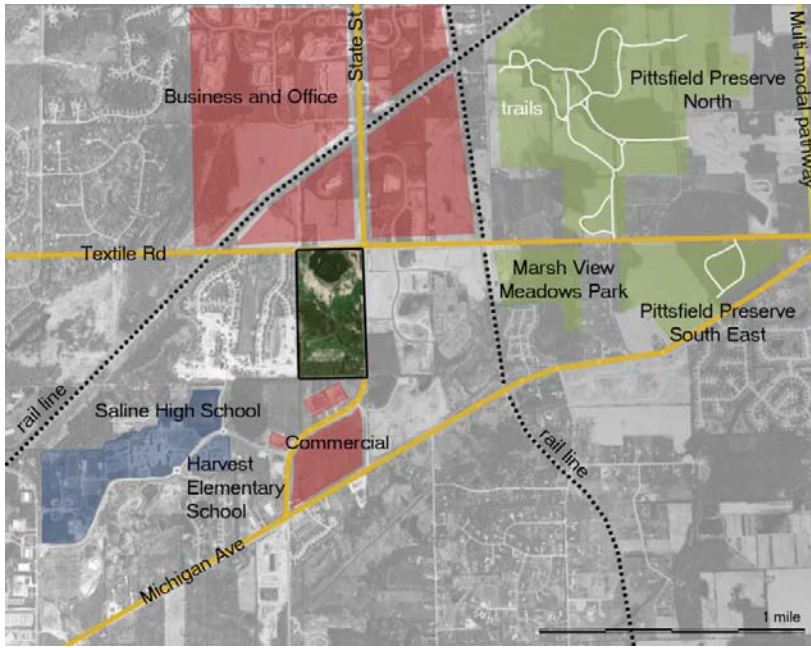 State St
Multi-modal pathway
Business and Office
Pittsfield Preserve
North
trails
Textile Rd
Marsh View
Meadows Park
Pittsfield Preserve
South East
rail line
Saline High School
Commercial
Harvest
Elementary
School
rail line
Michigan Ave
1 mile